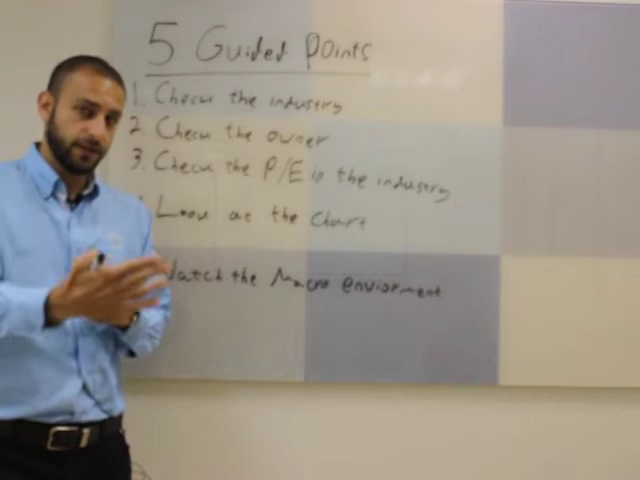 5 Guided Points
1. Check the industry
2. Check the owner
3. Check the P/E in the industry
Look at the Chart
Watch the Macro enviorment